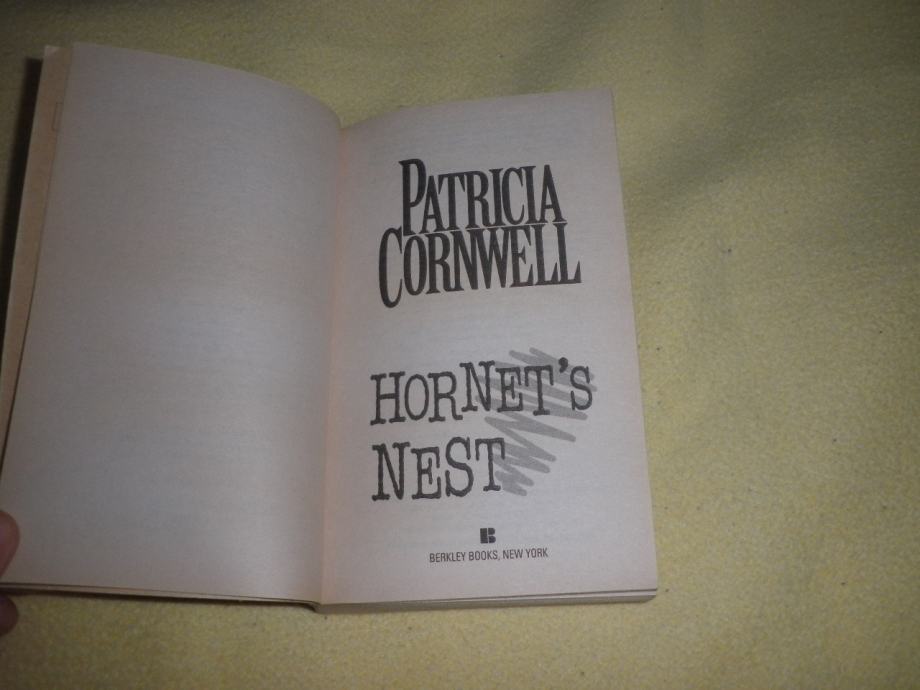 PATRICIA
CORNWELL
HORNET'S
NEST
B
BERKLEY BOOKS, NEW YORK